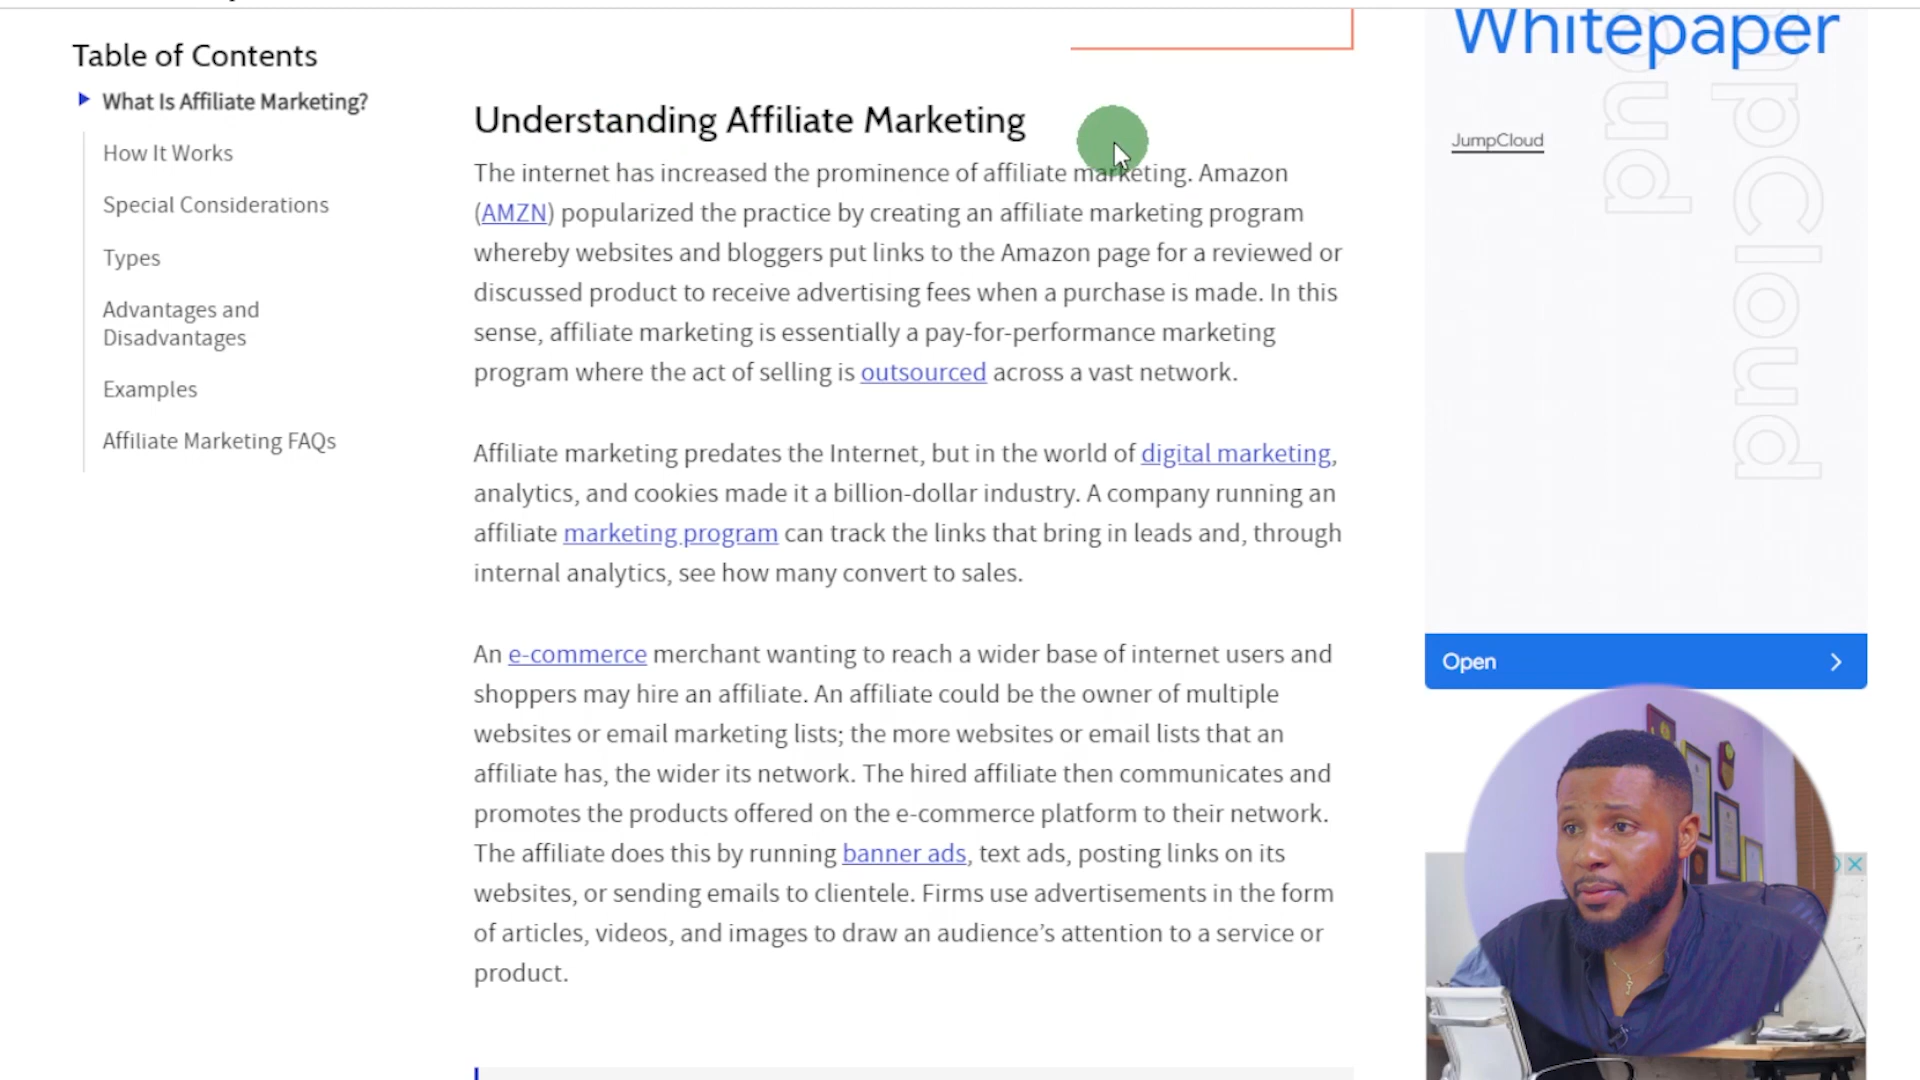 Table of Contents
What Is Affiliate Marketing?
How It Works
Special Considerations
Types
Advantages and
Disadvantages
Examples
Affiliate Marketing FAQs
Understanding Affiliate Marketing
The internet has increased the prominence of affiliate marketing. Amazon
(AMZN) popularized the practice by creating an affiliate marketing program
whereby websites and bloggers put links to the Amazon page for a reviewed or
discussed product to receive advertising fees when a purchase is made. In this
sense, affiliate marketing is essentially a pay-for-performance marketing
program where the act of selling is outsourced across a vast network.
Affiliate marketing predates the Internet, but in the world of digital marketing,
analytics, and cookies made it a billion-dollar industry. A company running an
affiliate marketing program can track the links that bring in leads and, through
internal analytics, see how many convert to sales.
An e-commerce merchant wanting to reach a wider base of internet users and
shoppers may hire an affiliate. An affiliate could be the owner of multiple
websites or email marketing lists; the more websites or email lists that an
affiliate has, the wider its network. The hired affiliate then communicates and
promotes the products offered on the e-commerce platform to their network.
The affiliate does this by running banner ads, text ads, posting links on its
websites, or sending emails to clientele. Firms use advertisements in the form
of articles, videos, and images to draw an audience’s attention to a service or
product.
Whitepaper
JumpCloud
oud
mpCloud
Open